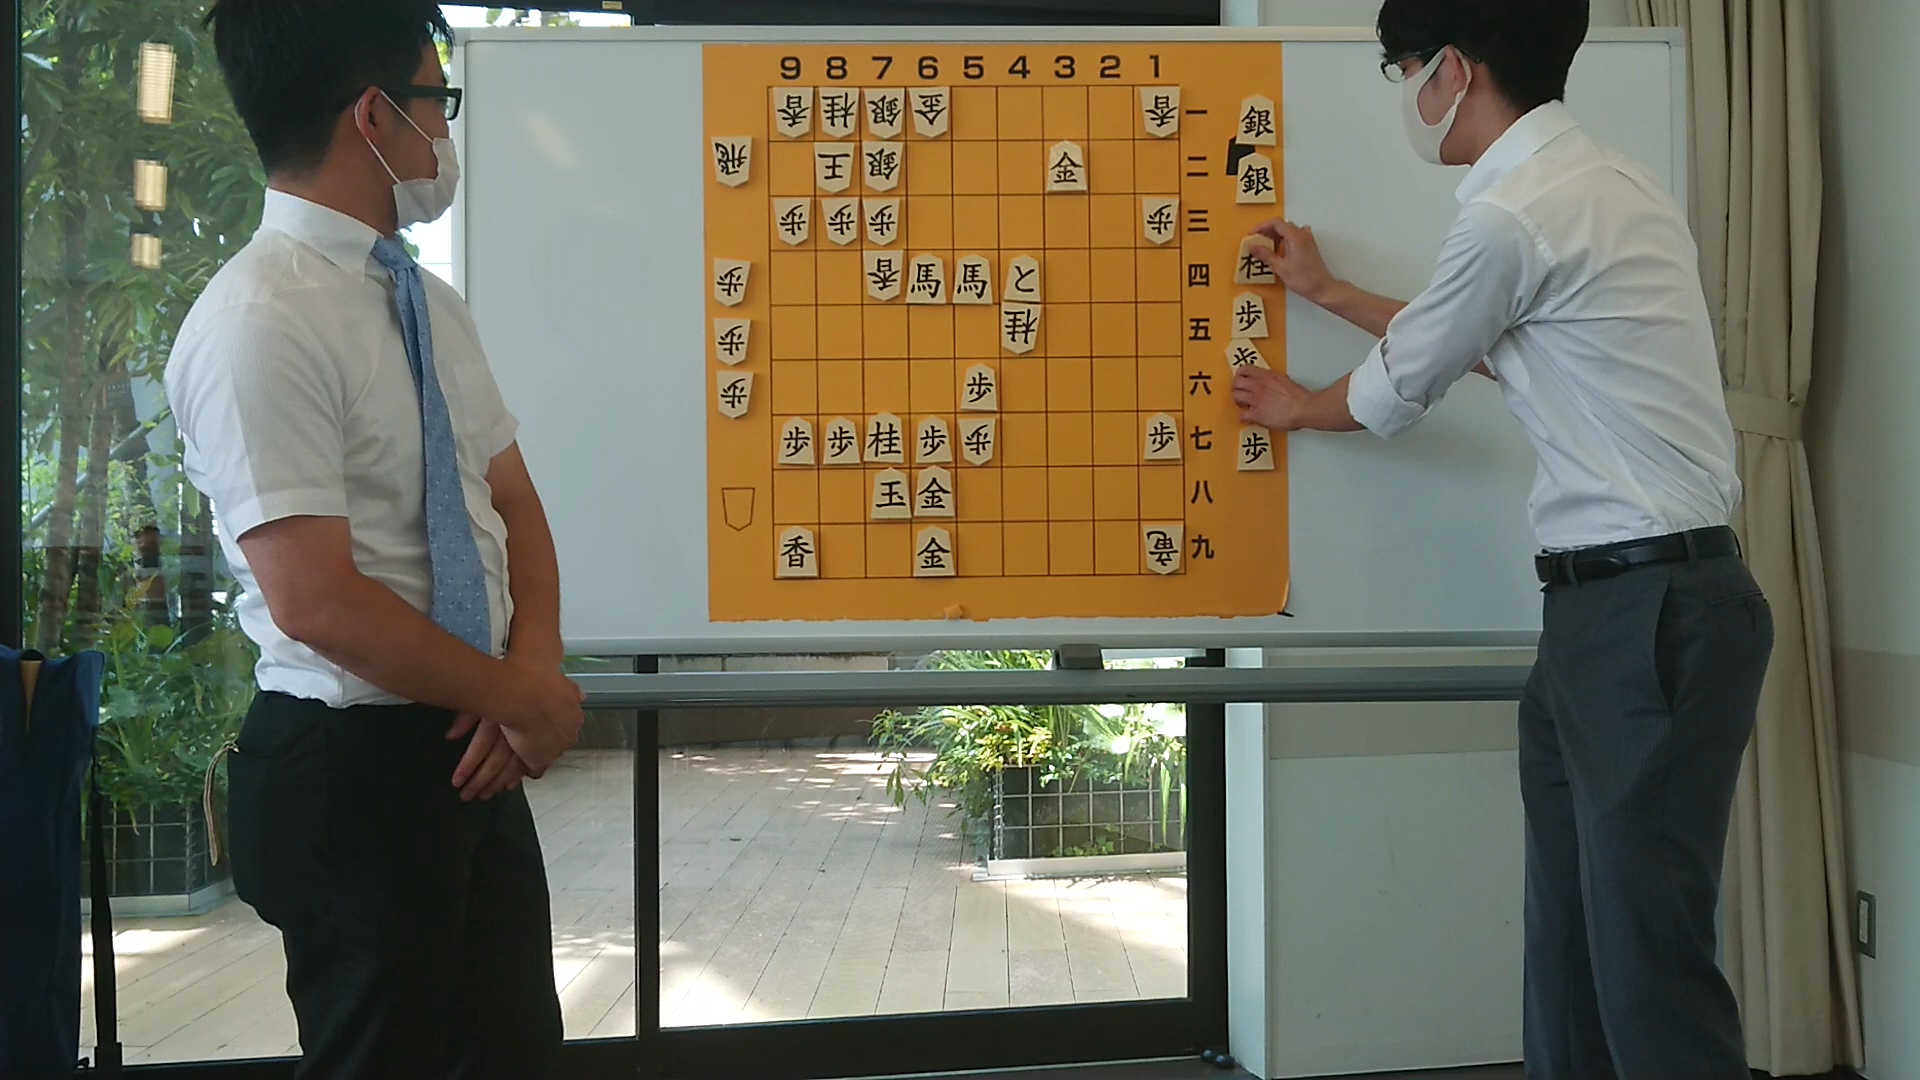 9 8 7 6 5 4 3 2 1
香 桂 銀 金 香 一 銀
飛 王 銀 金 二 銀
歩 歩 歩 歩 三
歩 香 馬 馬 と 四 桂
歩 桂 五 歩
歩 歩 六 歩
歩 歩 桂 歩 歩 歩 七 歩
玉 金 八
香 金 竜 九